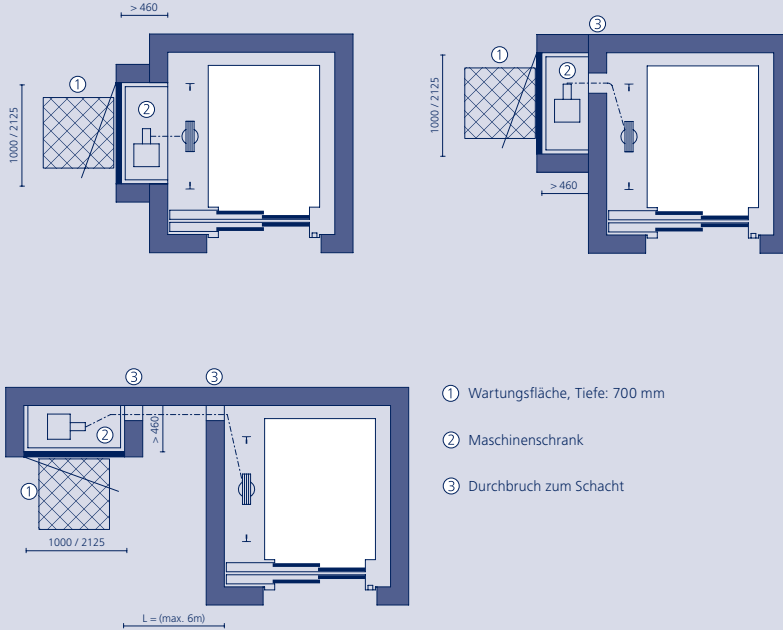 > 460
1
2
1000 / 2125
3
1
2
1000 / 2125
> 460
3
3
2
> 460
1
1000 / 2125
L = (max. 6m)
1 Wartungsfläche, Tiefe: 700 mm
2 Maschinenschrank
3 Durchbruch zum Schacht